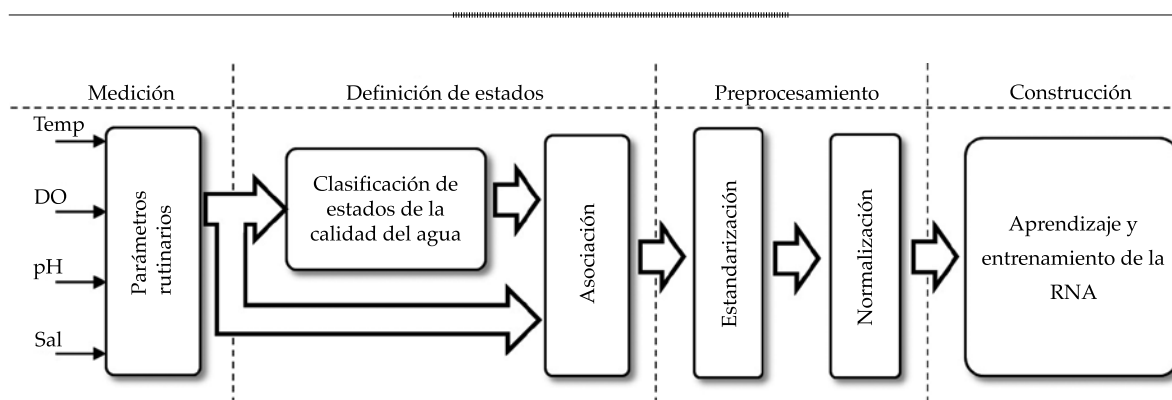 Medición
Definición de estados
Preprocesamiento
Construcción
Temp
DO
pH
Sal
Parámetros
rutinarios
Clasificación de
estados de la
calidad del agua
Asociación
Estandarización
Normalización
Aprendizaje y
entrenamiento de la
RNA